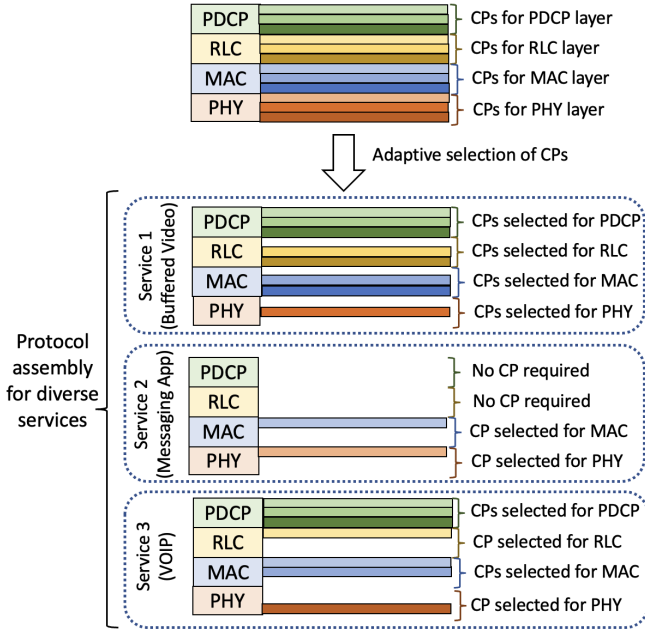 PDCP
CPs for PDCP layer
RLC
CPs for RLC layer
MAC
CPs for MAC layer
PHY
CPs for PHY layer
Adaptive selection of CPs
Protocol
assembly
for diverse
services
Service 1
(Buffered Video)
PDCP
CPs selected for PDCP
RLC
CPs selected for RLC
MAC
CPs selected for MAC
PHY
CPs selected for PHY
Service 2
(Messaging App)
PDCP
No CP required
RLC
No CP required
MAC
CP selected for MAC
PHY
CP selected for PHY
Service 3
(VOIP)
PDCP
CPs selected for PDCP
RLC
CP selected for RLC
MAC
CPs selected for MAC
PHY
CP selected for PHY